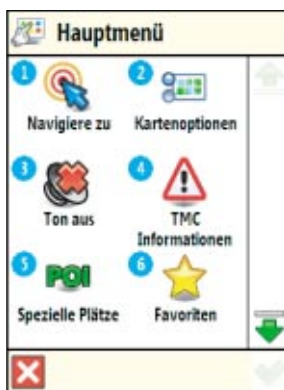 Hauptmenü
1
2
Navigiere zu
Kartenoptionen
3
4
Ton aus
TMC
Informationen
5
6
POI
Spezielle Plätze
Favoriten